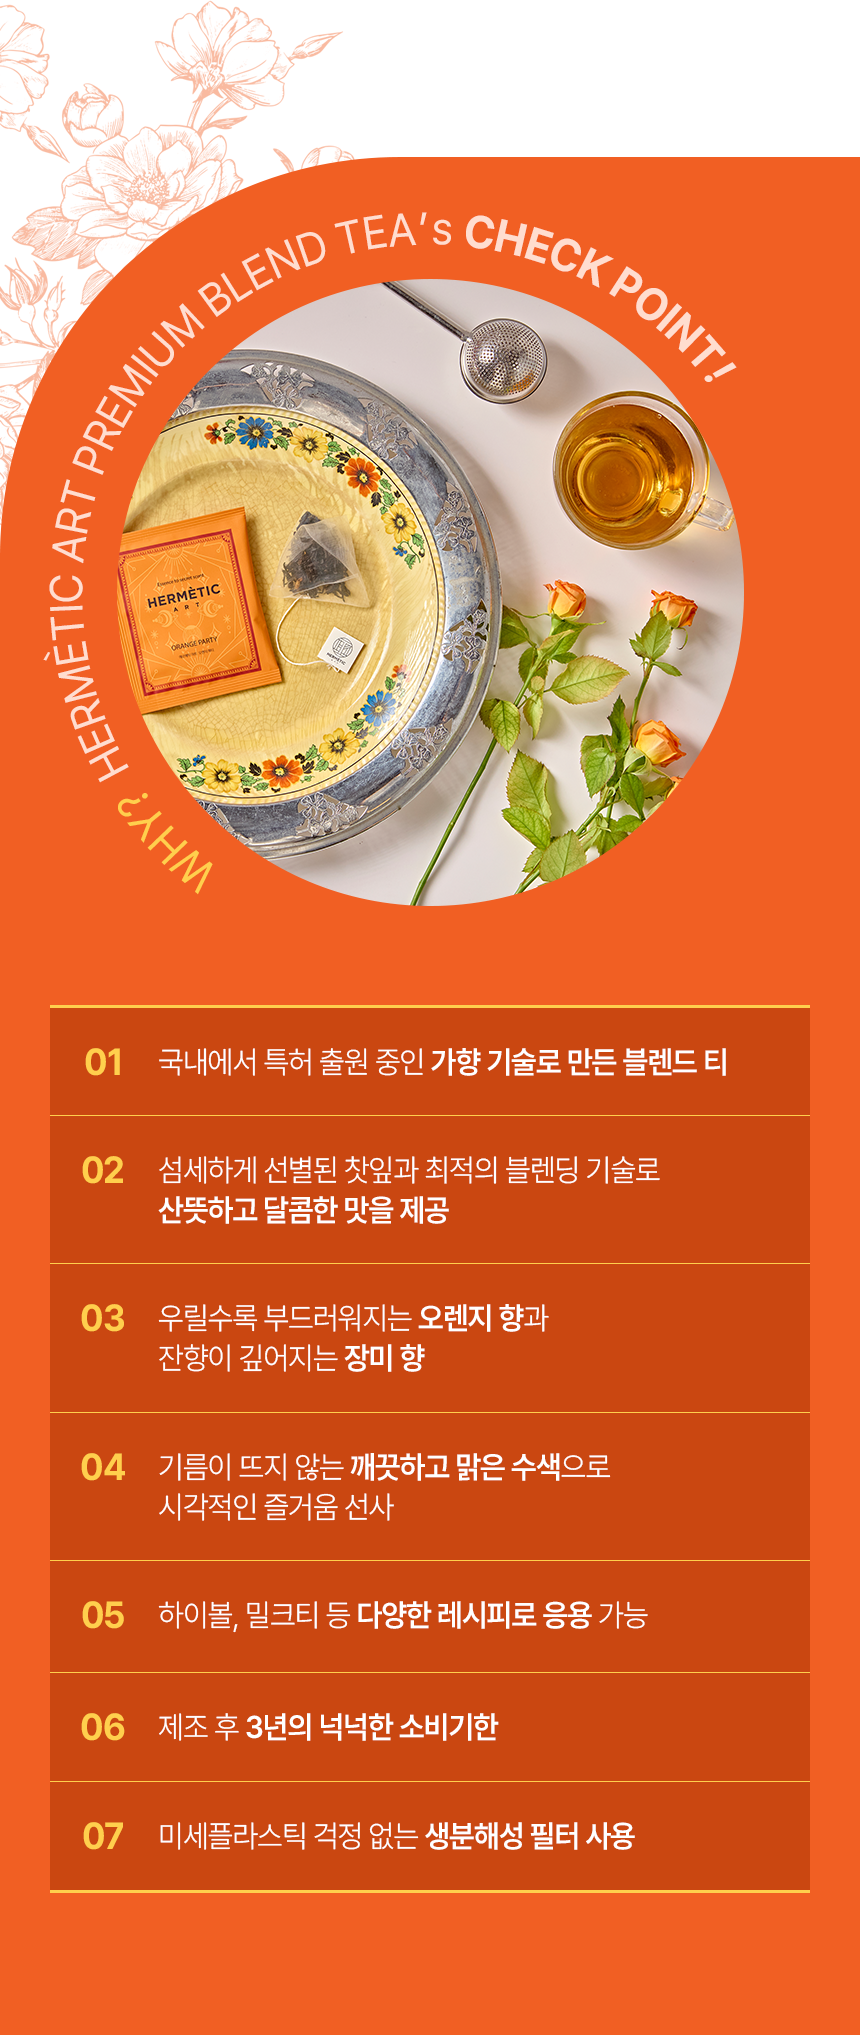 WHY? HERMÈTIC ART PREMIUM BLEND TEA's CHECK POINT!
Essence to secret scent
HERMÈTIC
ART
ORANGE PARTY
HERMÈTIC
01 국내에서 특허 출원 중인 가향 기술로 만든 블렌드 티
02 섬세하게 선별된 찻잎과 최적의 블렌딩 기술로
산뜻하고 달콤한 맛을 제공
03 우릴수록 부드러워지는 오렌지 향과
잔향이 깊어지는 장미 향
04 기름이 뜨지 않는 깨끗하고 맑은 수색으로
시각적인 즐거움 선사
05 하이볼, 밀크티 등 다양한 레시피로 응용 가능
06 제조 후 3년의 넉넉한 소비기한
07 미세플라스틱 걱정 없는 생분해성 필터 사용